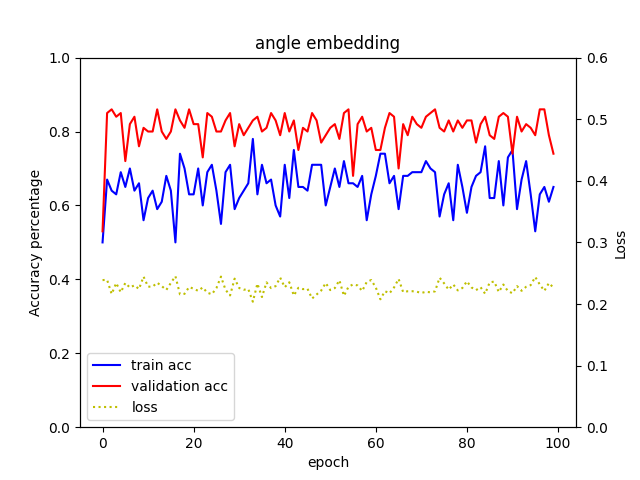 angle embedding
1.0
0.8
0.6
0.4
0.2
0.0
Accuracy percentage
0.6
0.5
0.4
0.3
0.2
0.1
0.0
Loss
train acc
validation acc
loss
0 20 40 60 80 100
epoch